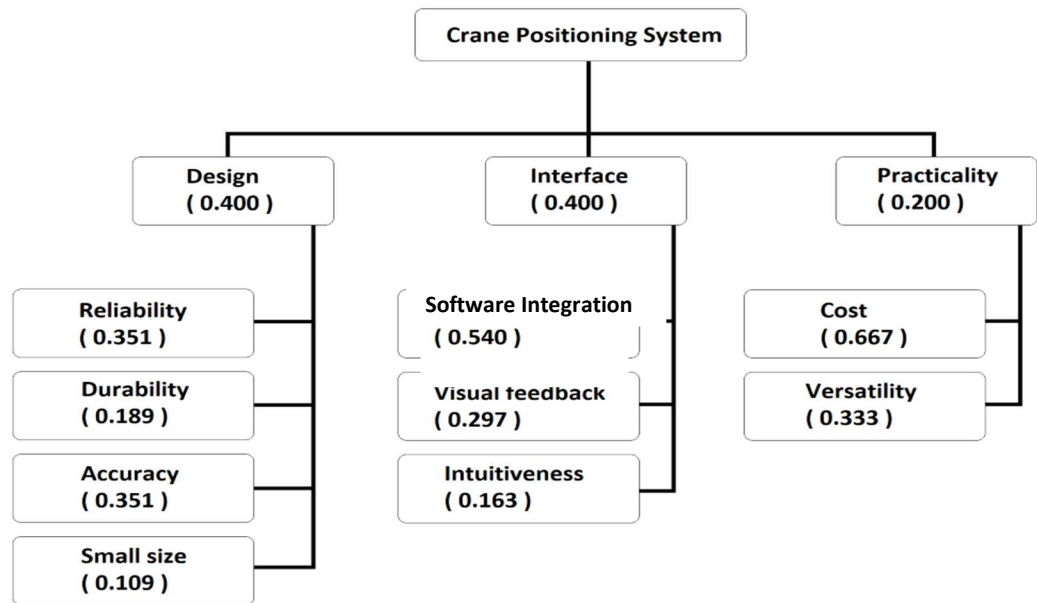 Crane Positioning System
Design
( 0.400 )
Interface
( 0.400 )
Practicality
( 0.200 )
Reliability
( 0.351 )
Durability
( 0.189 )
Accuracy
( 0.351 )
Small size
( 0.109 )
Software Integration
( 0.540 )
Visual feedback
( 0.297 )
Intuitiveness
( 0.163 )
Cost
( 0.667 )
Versatility
( 0.333 )